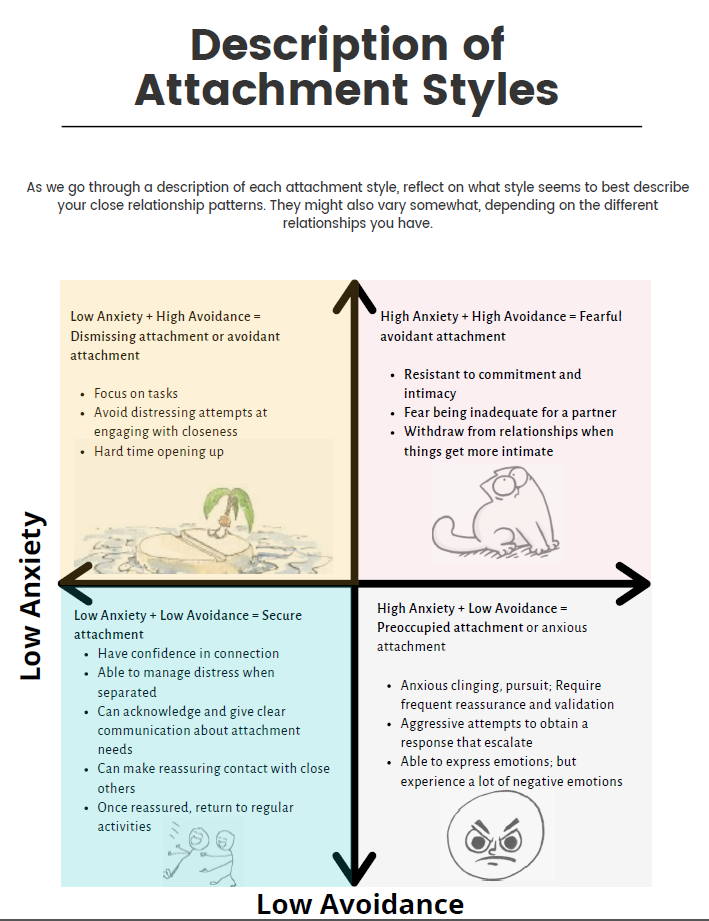 Description of
Attachment Styles
As we go through a description of each attachment style, reflect on what style seems to best describe
your close relationship patterns. They might also vary somewhat, depending on the different
relationships you have.
Low Anxiety + High Avoidance =
Dismissing attachment or avoidant
attachment
• Focus on tasks
• Avoid distressing attempts at
engaging with closeness
• Hard time opening up
High Anxiety + High Avoidance = Fearful
avoidant attachment
• Resistant to commitment and
intimacy
• Fear being inadequate for a partner
• Withdraw from relationships when
things get more intimate
Low Anxiety
Low Anxiety + Low Avoidance = Secure
attachment
• Have confidence in connection
• Able to manage distress when
separated
• Can acknowledge and give clear
communication about attachment
needs
• Can make reassuring contact with close
others
• Once reassured, return to regular
activities
High Anxiety + Low Avoidance =
Preoccupied attachment or anxious
attachment
• Anxious clinging, pursuit; Require
frequent reassurance and validation
• Aggressive attempts to obtain a
response that escalate
• Able to express emotions; but
experience a lot of negative emotions
Low Avoidance